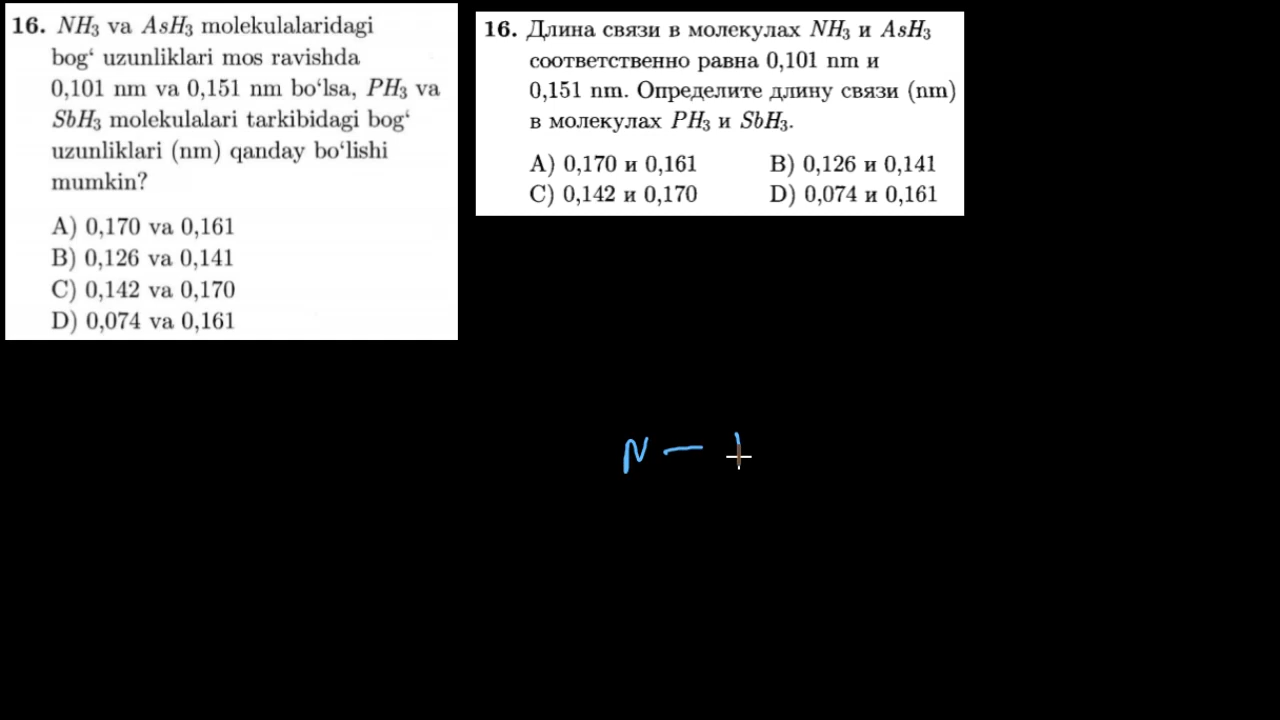 16. NH₃ va AsH₃ molekulalaridagi
bog‘ uzunliklari mos ravishda
0,101 nm va 0,151 nm bo‘lsa, PH₃ va
SbH₃ molekulalari tarkibidagi bog‘
uzunliklari (nm) qanday bo‘lishi
mumkin?
A) 0,170 va 0,161
B) 0,126 va 0,141
C) 0,142 va 0,170
D) 0,074 va 0,161
16. Длина связи в молекулах NH₃ и AsH₃
соответственно равна 0,101 nm и
0,151 nm. Определите длину связи (nm)
в молекулах PH₃ и SbH₃.
A) 0,170 и 0,161 B) 0,126 и 0,141
C) 0,142 и 0,170 D) 0,074 и 0,161
N —